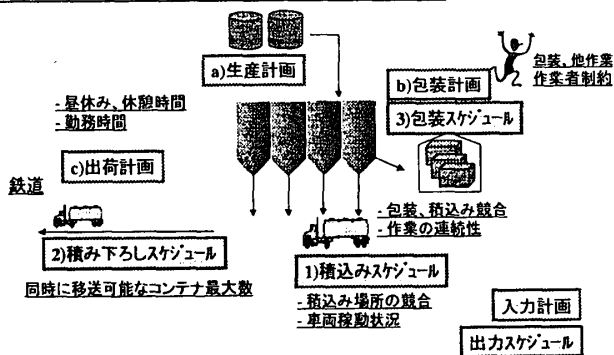 a)生産計画
包装、他作業
作業者制約
b)包装計画
3)包装スケジュール
- 昼休み、休憩時間
- 勤務時間
c)出荷計画
鉄道
2)積み下ろしスケジュール
同時に移送可能なコンテナ最大数
- 包装、積込み競合
- 作業の連続性
1)積込みスケジュール
- 積込み場所の競合
- 車両稼動状況
入力計画
出力スケジュール